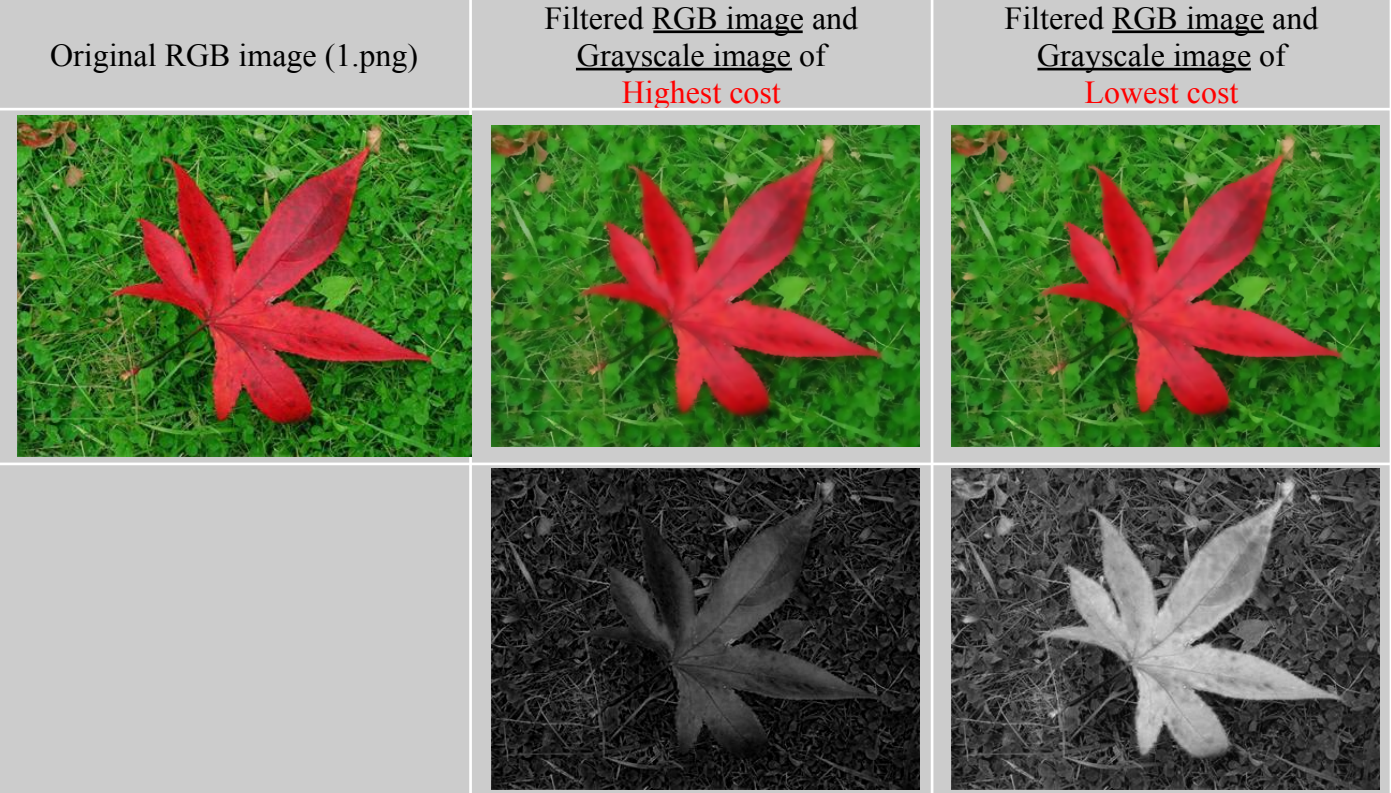 Original RGB image (1.png)
Filtered RGB image and
Grayscale image of
Highest cost
Filtered RGB image and
Grayscale image of
Lowest cost